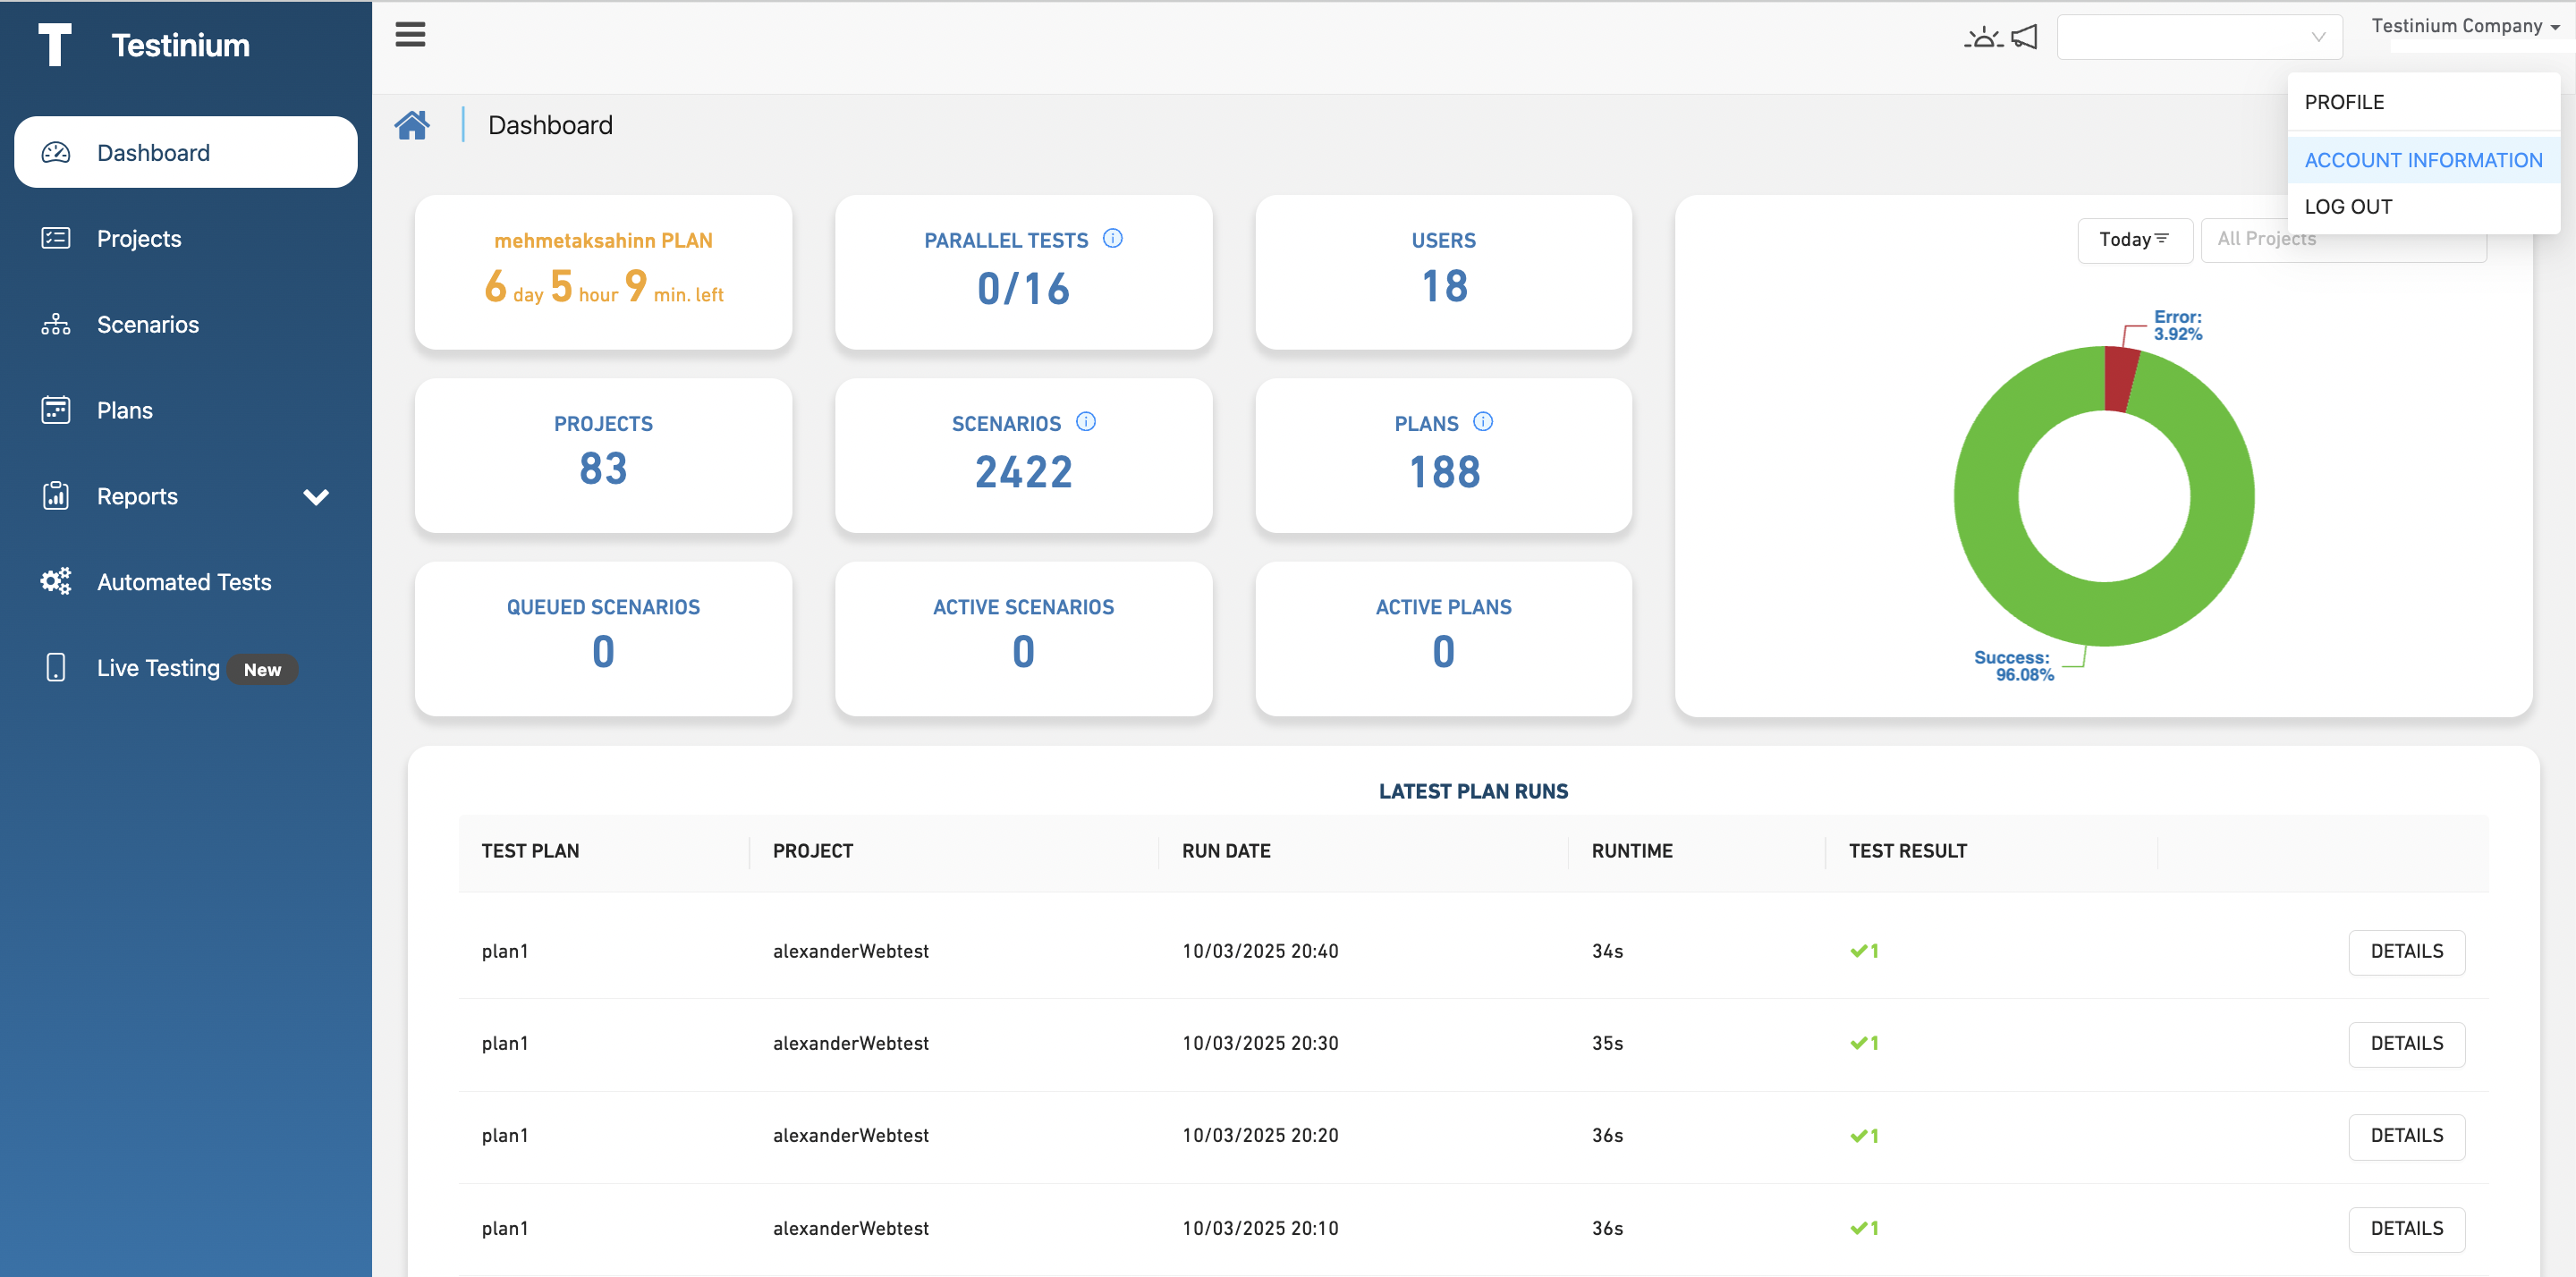 Testinium
Dashboard
Projects
Scenarios
Plans
Reports
Automated Tests
Live Testing New
Testinium Company
PROFILE
ACCOUNT INFORMATION
LOG OUT
Dashboard
mehmetaksahinn PLAN
6 day 5 hour 9 min. left
PARALLEL TESTS
0/16
USERS
18
PROJECTS
83
SCENARIOS
2422
PLANS
188
QUEUED SCENARIOS
0
ACTIVE SCENARIOS
0
ACTIVE PLANS
0
Today
All Projects
Error:
3.92%
Success:
96.08%
LATEST PLAN RUNS
TEST PLAN PROJECT RUN DATE RUNTIME TEST RESULT
plan1 alexanderWebtest 10/03/2025 20:40 34s 1 DETAILS
plan1 alexanderWebtest 10/03/2025 20:30 35s 1 DETAILS
plan1 alexanderWebtest 10/03/2025 20:20 36s 1 DETAILS
plan1 alexanderWebtest 10/03/2025 20:10 36s 1 DETAILS